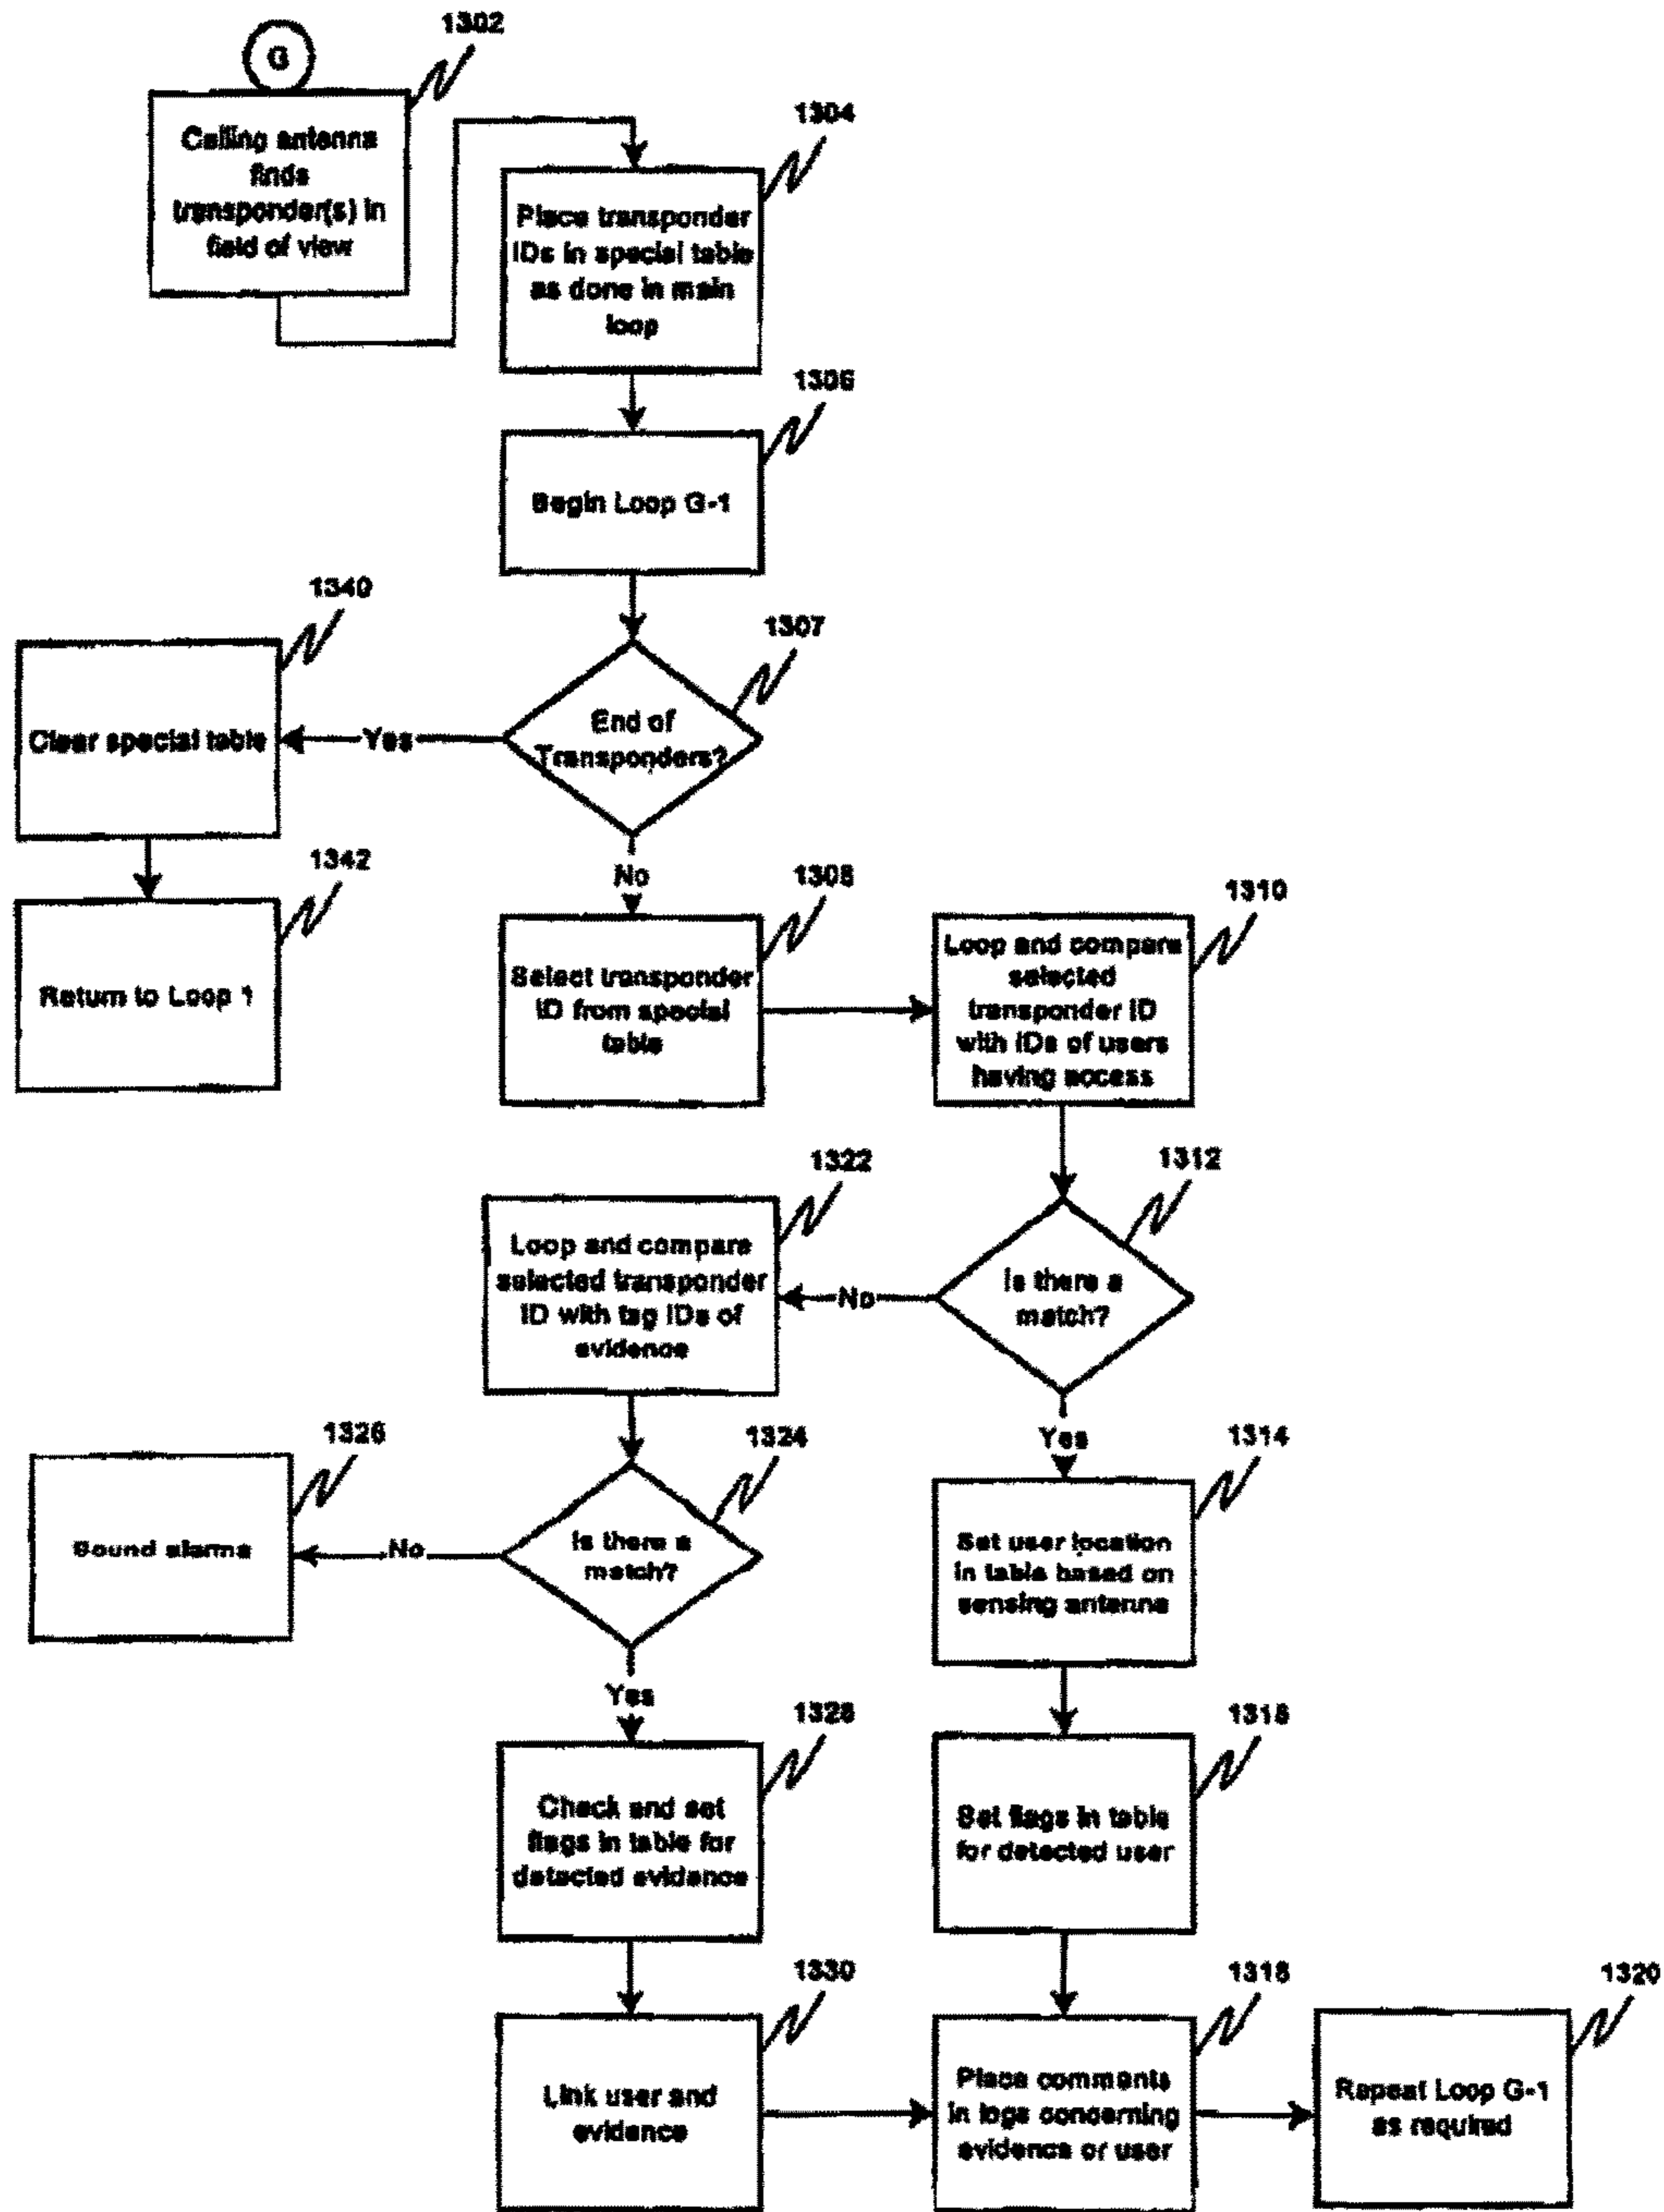 G
1302
Ceiling antenna
finds
transponder(s) in
field of view
1304
Place transponder
IDs in special table
as done in main
loop
1306
Begin Loop G-1
1307
End of
Transponders?
Yes
1340
Clear special table
1342
Return to Loop 1
No
1308
Select transponder
ID from special
table
1310
Loop and compare
selected
transponder ID
with IDs of users
having access
1312
Is there a
match?
No
1322
Loop and compare
selected transponder
ID with tag IDs of
evidence
1324
Is there a
match?
No
1326
Sound alarms
Yes
1314
Set user location
in table based on
sensing antenna
Yes
1328
Check and set
flags in table for
detected evidence
1316
Set flags in table
for detected user
1330
Link user and
evidence
1318
Place comments
in logs concerning
evidence or user
1320
Repeat Loop G-1
as required